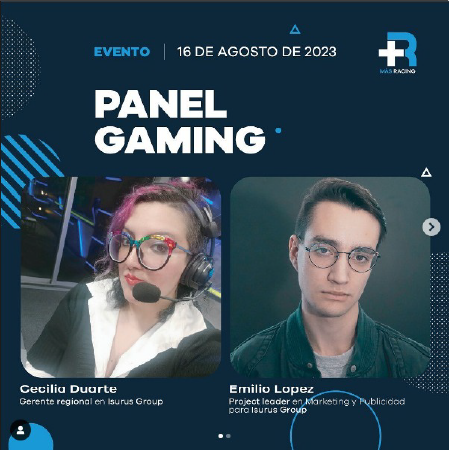 EVENTO | 16 DE AGOSTO DE 2023
+R
MÁS RACING
PANEL
GAMING
Cecilia Duarte
Gerente regional en Isurus Group
Emilio Lopez
Project leader en Marketing y Publicidad
para Isurus Group